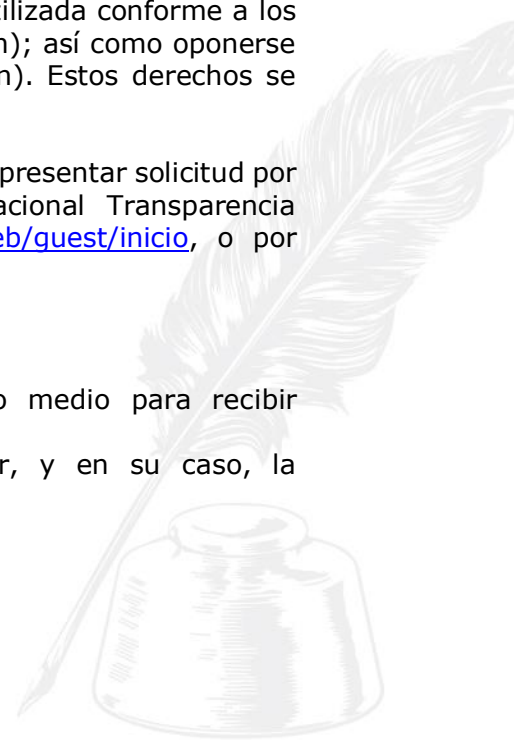 tilizada conforme a los
n); así como oponerse
n). Estos derechos se
presentar solicitud por
acional Transparencia
eb/guest/inicio, o por
o medio para recibir
r, y en su caso, la